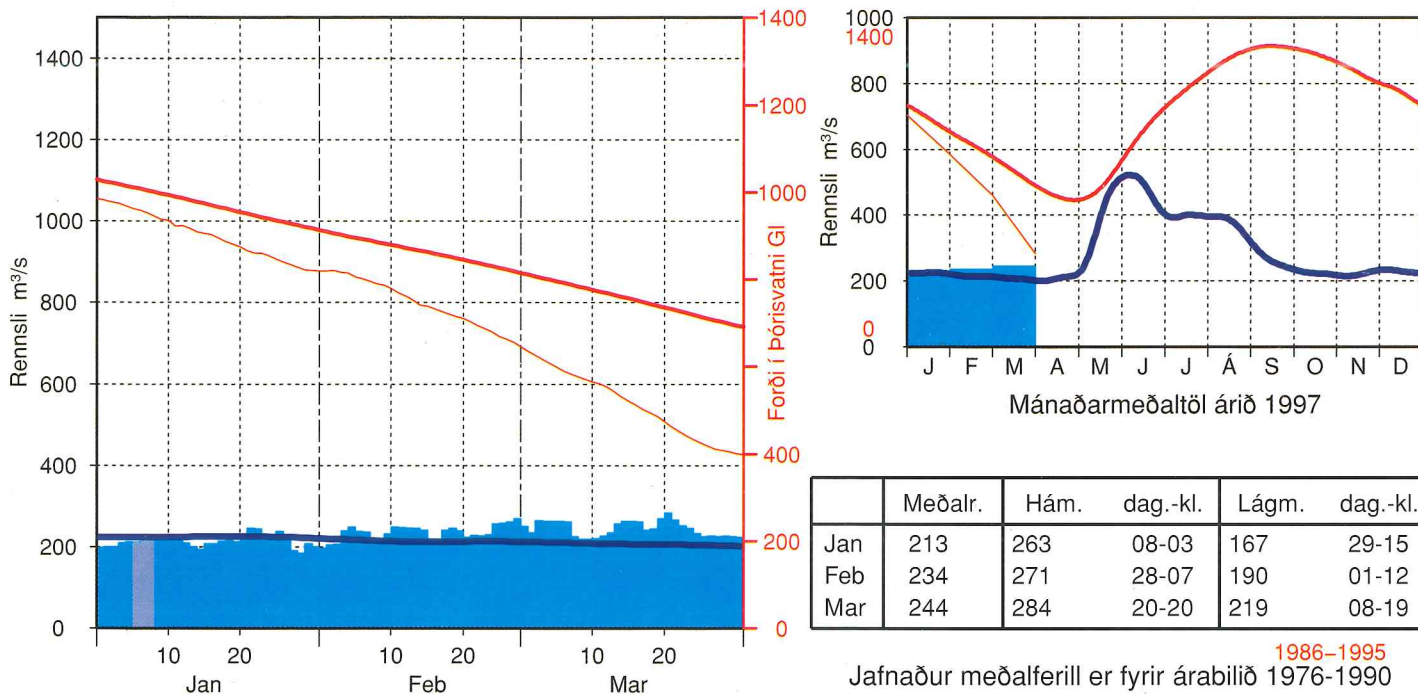 Rennsli m³/s
1400
1200
1000
800
600
400
200
0
1400
1200
1000
400
200
0
Forði í Þórisvatni Gl
10 20 10 20 10 20
Jan Feb Mar
Rennsli m³/s
1000
1400
800
600
400
200
0
0
J F M A M J J Á S O N D
Mánaðarmeðaltöl árið 1997
Meðalr. Hám. dag.-kl. Lágm. dag.-kl.
Jan 213 263 08-03 167 29-15
Feb 234 271 28-07 190 01-12
Mar 244 284 20-20 219 08-19
1986–1995
Jafnaður meðalferill er fyrir árabilið 1976-1990